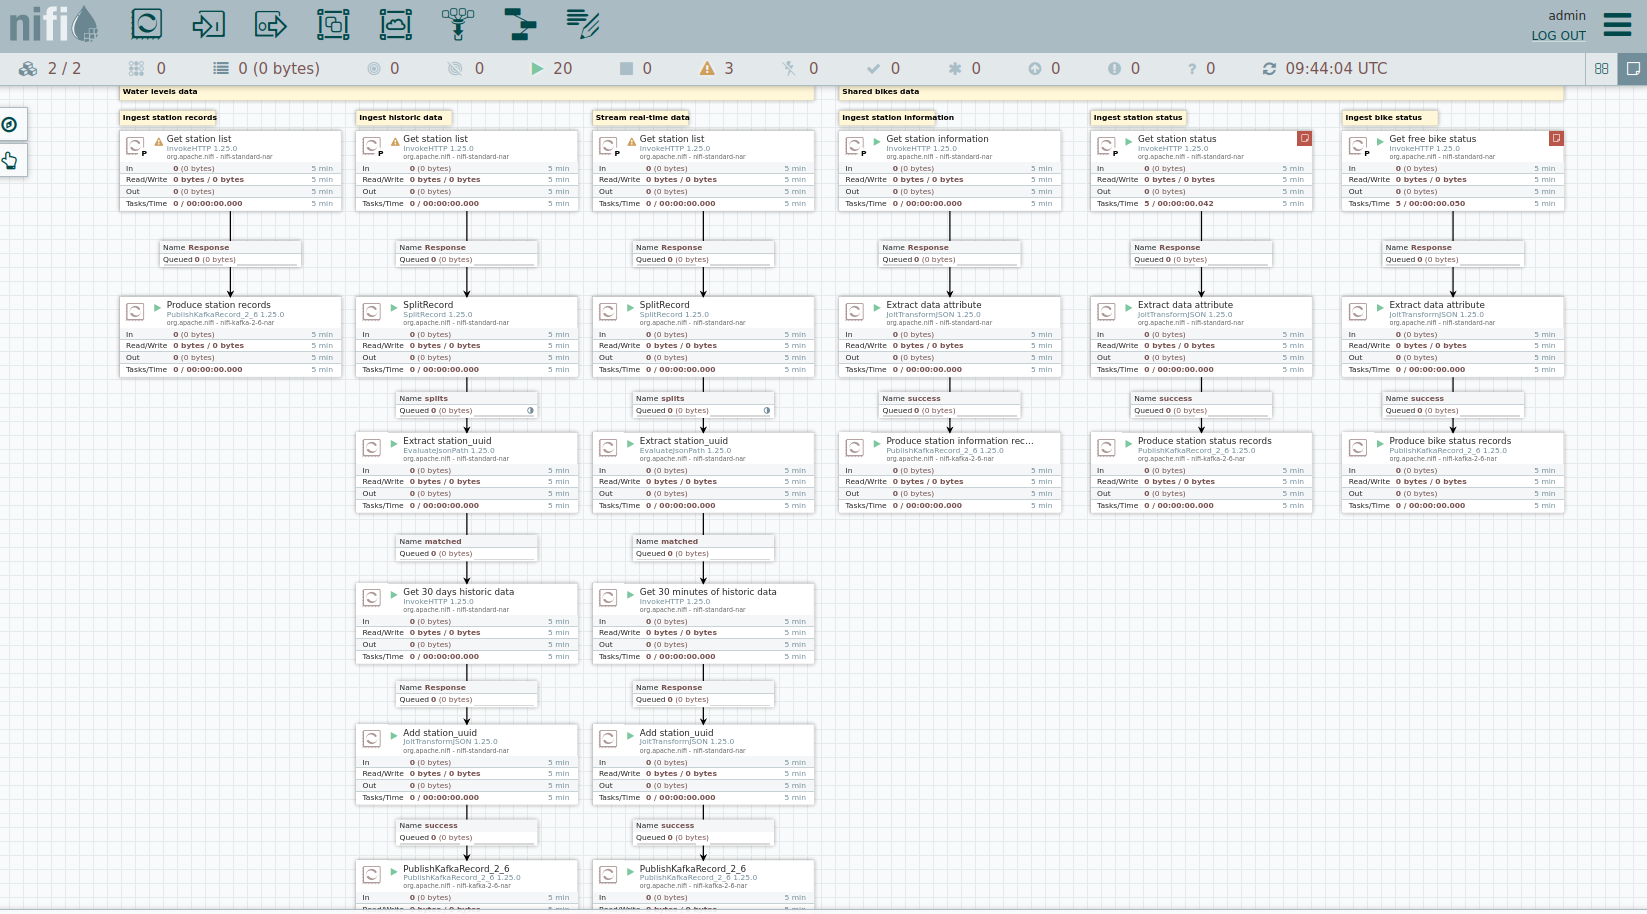 nifi
admin
LOG OUT
2 / 2 0 0 (0 bytes) 0 0 20 0 3 0 0 0 0 0 ? 0 09:44:04 UTC
Water levels data Shared bikes data
Ingest station records Ingest historic data Stream real-time data Ingest station information Ingest station status Ingest bike status
Get station list Get station list Get station list Get station information Get station status Get free bike status
InvokeHTTP 1.25.0 InvokeHTTP 1.25.0 InvokeHTTP 1.25.0 InvokeHTTP 1.25.0 InvokeHTTP 1.25.0 InvokeHTTP 1.25.0
P org.apache.nifi - nifi-standard-nar P org.apache.nifi - nifi-standard-nar P org.apache.nifi - nifi-standard-nar P org.apache.nifi - nifi-standard-nar P org.apache.nifi - nifi-standard-nar P org.apache.nifi - nifi-standard-nar
In 0 (0 bytes) 5 min In 0 (0 bytes) 5 min In 0 (0 bytes) 5 min In 0 (0 bytes) 5 min In 0 (0 bytes) 5 min In 0 (0 bytes) 5 min
Read/Write 0 bytes / 0 bytes 5 min Read/Write 0 bytes / 0 bytes 5 min Read/Write 0 bytes / 0 bytes 5 min Read/Write 0 bytes / 0 bytes 5 min Read/Write 0 bytes / 0 bytes 5 min Read/Write 0 bytes / 0 bytes 5 min
Out 0 (0 bytes) 5 min Out 0 (0 bytes) 5 min Out 0 (0 bytes) 5 min Out 0 (0 bytes) 5 min Out 0 (0 bytes) 5 min Out 0 (0 bytes) 5 min
Tasks/Time 0 / 00:00:00.000 5 min Tasks/Time 0 / 00:00:00.000 5 min Tasks/Time 0 / 00:00:00.000 5 min Tasks/Time 0 / 00:00:00.000 5 min Tasks/Time 5 / 00:00:00.042 5 min Tasks/Time 5 / 00:00:00.050 5 min
Name Response Name Response Name Response Name Response Name Response Name Response
Queued 0 (0 bytes) Queued 0 (0 bytes) Queued 0 (0 bytes) Queued 0 (0 bytes) Queued 0 (0 bytes) Queued 0 (0 bytes)
Produce station records SplitRecord SplitRecord Extract data attribute Extract data attribute Extract data attribute
PublishKafkaRecord_2_6 1.25.0 SplitRecord 1.25.0 SplitRecord 1.25.0 JoltTransformJSON 1.25.0 JoltTransformJSON 1.25.0 JoltTransformJSON 1.25.0
org.apache.nifi - nifi-kafka-2-6-nar org.apache.nifi - nifi-standard-nar org.apache.nifi - nifi-standard-nar org.apache.nifi - nifi-standard-nar org.apache.nifi - nifi-standard-nar org.apache.nifi - nifi-standard-nar
In 0 (0 bytes) 5 min In 0 (0 bytes) 5 min In 0 (0 bytes) 5 min In 0 (0 bytes) 5 min In 0 (0 bytes) 5 min In 0 (0 bytes) 5 min
Read/Write 0 bytes / 0 bytes 5 min Read/Write 0 bytes / 0 bytes 5 min Read/Write 0 bytes / 0 bytes 5 min Read/Write 0 bytes / 0 bytes 5 min Read/Write 0 bytes / 0 bytes 5 min Read/Write 0 bytes / 0 bytes 5 min
Out 0 (0 bytes) 5 min Out 0 (0 bytes) 5 min Out 0 (0 bytes) 5 min Out 0 (0 bytes) 5 min Out 0 (0 bytes) 5 min Out 0 (0 bytes) 5 min
Tasks/Time 0 / 00:00:00.000 5 min Tasks/Time 0 / 00:00:00.000 5 min Tasks/Time 0 / 00:00:00.000 5 min Tasks/Time 0 / 00:00:00.000 5 min Tasks/Time 0 / 00:00:00.000 5 min Tasks/Time 0 / 00:00:00.000 5 min
Name splits Name splits Name success Name success Name success
Queued 0 (0 bytes) Queued 0 (0 bytes) Queued 0 (0 bytes) Queued 0 (0 bytes) Queued 0 (0 bytes)
Extract station_uuid Extract station_uuid Produce station information rec... Produce station status records Produce bike status records
EvaluateJsonPath 1.25.0 EvaluateJsonPath 1.25.0 PublishKafkaRecord_2_6 1.25.0 PublishKafkaRecord_2_6 1.25.0 PublishKafkaRecord_2_6 1.25.0
org.apache.nifi - nifi-standard-nar org.apache.nifi - nifi-standard-nar org.apache.nifi - nifi-kafka-2-6-nar org.apache.nifi - nifi-kafka-2-6-nar org.apache.nifi - nifi-kafka-2-6-nar
In 0 (0 bytes) 5 min In 0 (0 bytes) 5 min In 0 (0 bytes) 5 min In 0 (0 bytes) 5 min In 0 (0 bytes) 5 min
Read/Write 0 bytes / 0 bytes 5 min Read/Write 0 bytes / 0 bytes 5 min Read/Write 0 bytes / 0 bytes 5 min Read/Write 0 bytes / 0 bytes 5 min Read/Write 0 bytes / 0 bytes 5 min
Out 0 (0 bytes) 5 min Out 0 (0 bytes) 5 min Out 0 (0 bytes) 5 min Out 0 (0 bytes) 5 min Out 0 (0 bytes) 5 min
Tasks/Time 0 / 00:00:00.000 5 min Tasks/Time 0 / 00:00:00.000 5 min Tasks/Time 0 / 00:00:00.000 5 min Tasks/Time 0 / 00:00:00.000 5 min Tasks/Time 0 / 00:00:00.000 5 min
Name matched Name matched
Queued 0 (0 bytes) Queued 0 (0 bytes)
Get 30 days historic data Get 30 minutes of historic data
InvokeHTTP 1.25.0 InvokeHTTP 1.25.0
org.apache.nifi - nifi-standard-nar org.apache.nifi - nifi-standard-nar
In 0 (0 bytes) 5 min In 0 (0 bytes) 5 min
Read/Write 0 bytes / 0 bytes 5 min Read/Write 0 bytes / 0 bytes 5 min
Out 0 (0 bytes) 5 min Out 0 (0 bytes) 5 min
Tasks/Time 0 / 00:00:00.000 5 min Tasks/Time 0 / 00:00:00.000 5 min
Name Response Name Response
Queued 0 (0 bytes) Queued 0 (0 bytes)
Add station_uuid Add station_uuid
JoltTransformJSON 1.25.0 JoltTransformJSON 1.25.0
org.apache.nifi - nifi-standard-nar org.apache.nifi - nifi-standard-nar
In 0 (0 bytes) 5 min In 0 (0 bytes) 5 min
Read/Write 0 bytes / 0 bytes 5 min Read/Write 0 bytes / 0 bytes 5 min
Out 0 (0 bytes) 5 min Out 0 (0 bytes) 5 min
Tasks/Time 0 / 00:00:00.000 5 min Tasks/Time 0 / 00:00:00.000 5 min
Name success Name success
Queued 0 (0 bytes) Queued 0 (0 bytes)
PublishKafkaRecord_2_6 PublishKafkaRecord_2_6
PublishKafkaRecord_2_6 1.25.0 PublishKafkaRecord_2_6 1.25.0
org.apache.nifi - nifi-kafka-2-6-nar org.apache.nifi - nifi-kafka-2-6-nar
In 0 (0 bytes) 5 min In 0 (0 bytes) 5 min